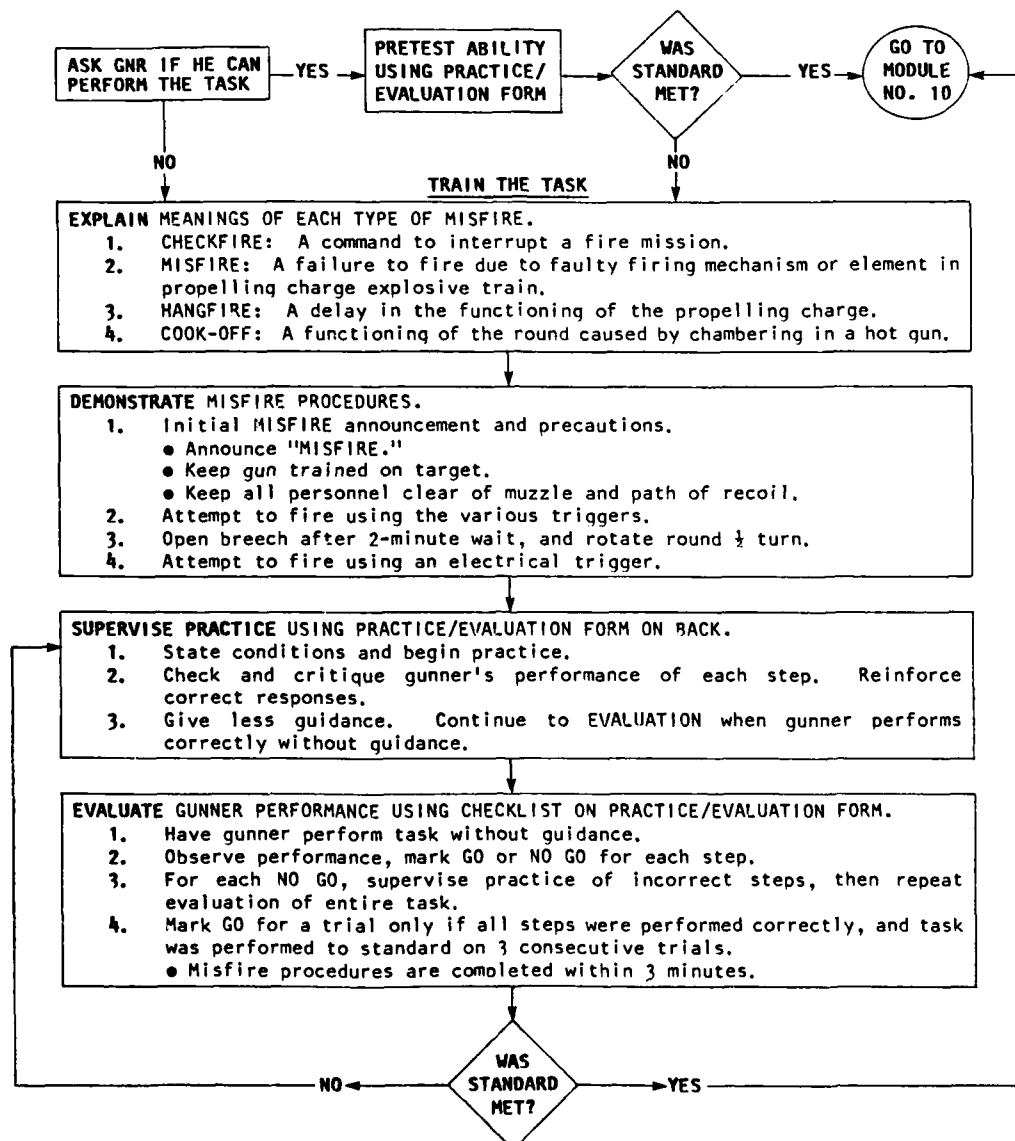 ASK GNR IF HE CAN
PERFORM THE TASK
YES
PRETEST ABILITY
USING PRACTICE/
EVALUATION FORM
WAS
STANDARD
MET?
YES
GO TO
MODULE
NO. 10
NO
NO
TRAIN THE TASK
EXPLAIN MEANINGS OF EACH TYPE OF MISFIRE.
1. CHECKFIRE: A command to interrupt a fire mission.
2. MISFIRE: A failure to fire due to faulty firing mechanism or element in
propelling charge explosive train.
3. HANGFIRE: A delay in the functioning of the propelling charge.
4. COOK-OFF: A functioning of the round caused by chambering in a hot gun.
DEMONSTRATE MISFIRE PROCEDURES.
1. Initial MISFIRE announcement and precautions.
● Announce "MISFIRE."
● Keep gun trained on target.
● Keep all personnel clear of muzzle and path of recoil.
2. Attempt to fire using the various triggers.
3. Open breech after 2-minute wait, and rotate round ½ turn.
4. Attempt to fire using an electrical trigger.
SUPERVISE PRACTICE USING PRACTICE/EVALUATION FORM ON BACK.
1. State conditions and begin practice.
2. Check and critique gunner's performance of each step. Reinforce
correct responses.
3. Give less guidance. Continue to EVALUATION when gunner performs
correctly without guidance.
EVALUATE GUNNER PERFORMANCE USING CHECKLIST ON PRACTICE/EVALUATION FORM.
1. Have gunner perform task without guidance.
2. Observe performance, mark GO or NO GO for each step.
3. For each NO GO, supervise practice of incorrect steps, then repeat
evaluation of entire task.
4. Mark GO for a trial only if all steps were performed correctly, and task
was performed to standard on 3 consecutive trials.
● Misfire procedures are completed within 3 minutes.
NO
WAS
STANDARD
MET?
YES